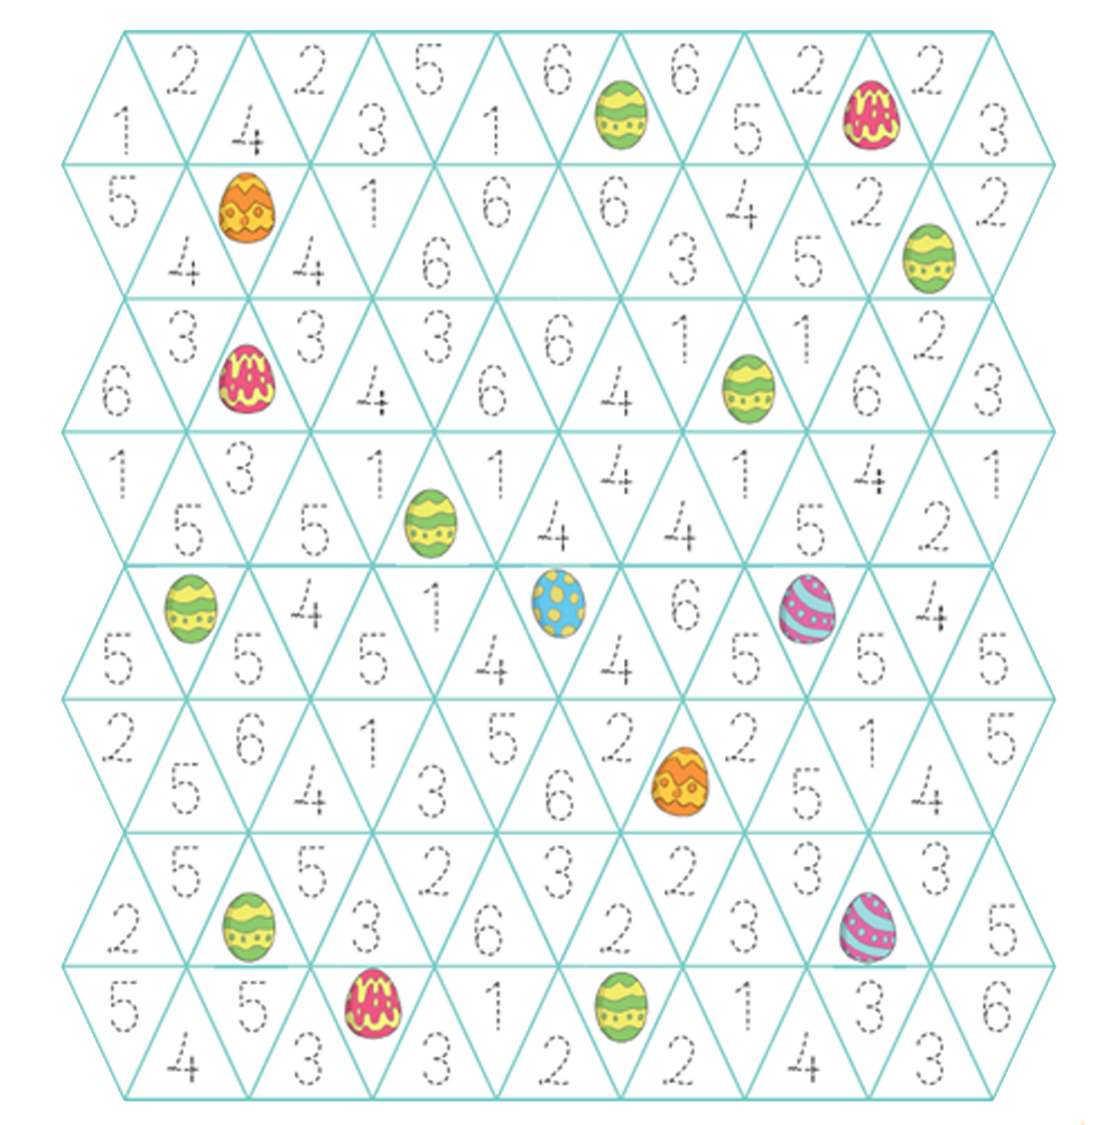 2 2 5 6 6 2 2
1 4 3 1 5 3
5 1 6 6 4 2 2
4 4 6 3 5
3 3 3 6 1 1 2
6 4 6 4 6 3
1 3 1 1 4 1 4 1
5 5 4 4 5 2
4 1 6 4
5 5 5 4 4 5 5 5
2 6 1 5 2 2 1 5
5 4 3 6 5 4
5 5 2 3 2 3 3
2 3 6 2 3 5
5 5 1 1 3 6
4 3 3 2 2 4 3